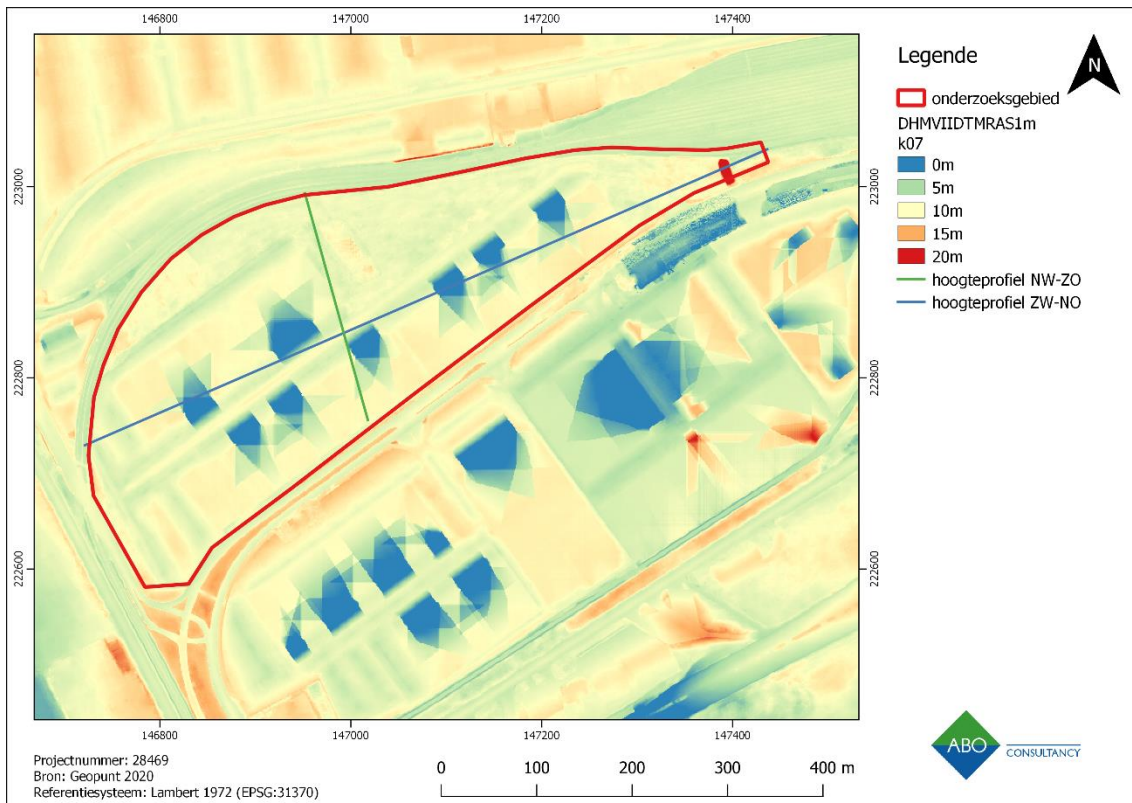 146800
147000
147200
147400
223000
222800
222600
223000
222800
222600
146800
147000
147200
147400
Legende
N
onderzoeksgebied
DHMVIIDTMRAS1m
k07
0m
5m
10m
15m
20m
hoogteprofiel NW-ZO
hoogteprofiel ZW-NO
Projectnummer: 28469
Bron: Geopunt 2020
Referentiesysteem: Lambert 1972 (EPSG:31370)
0 100 200 300 400 m
ABO
CONSULTANCY